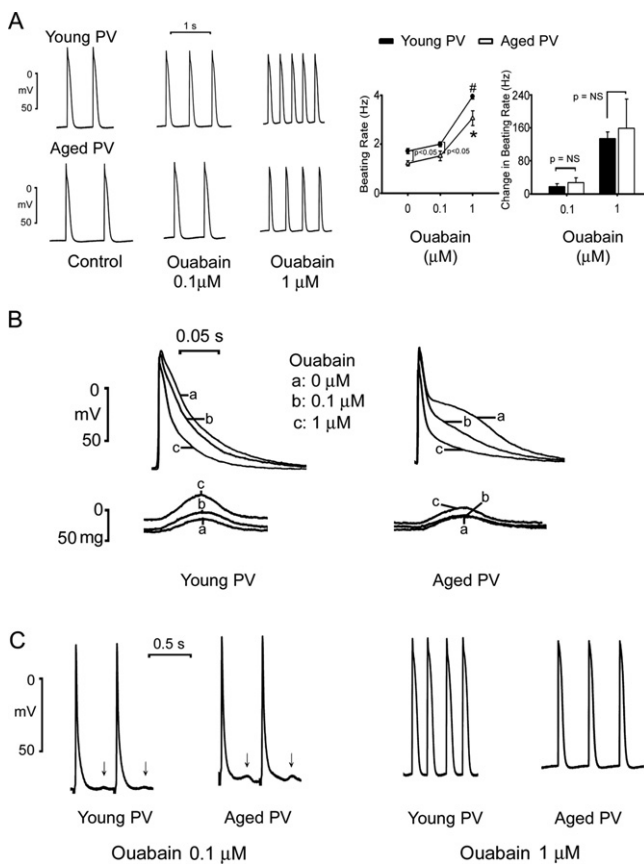 A
Young PV
1 s
0
mV
50
Aged PV
0
mV
50
Control
Ouabain
0.1μM
Ouabain
1 μM
Young PV
Aged PV
Beating Rate (Hz)
4
2
0
#
*
p<0.05
p<0.05
0
0.1
1
Ouabain
(μM)
Change in Beating Rate (Hz)
240
160
80
0
p = NS
p = NS
0.1
1
Ouabain
(μM)
B
0.05 s
0
mV
50
a
b
c
Ouabain
a: 0 μM
b: 0.1 μM
c: 1 μM
a
b
c
0
50 mg
c
b
a
c
b
a
Young PV
Aged PV
C
0.5 s
0
mV
50
Young PV
Aged PV
Young PV
Aged PV
Ouabain 0.1 μM
Ouabain 1 μM